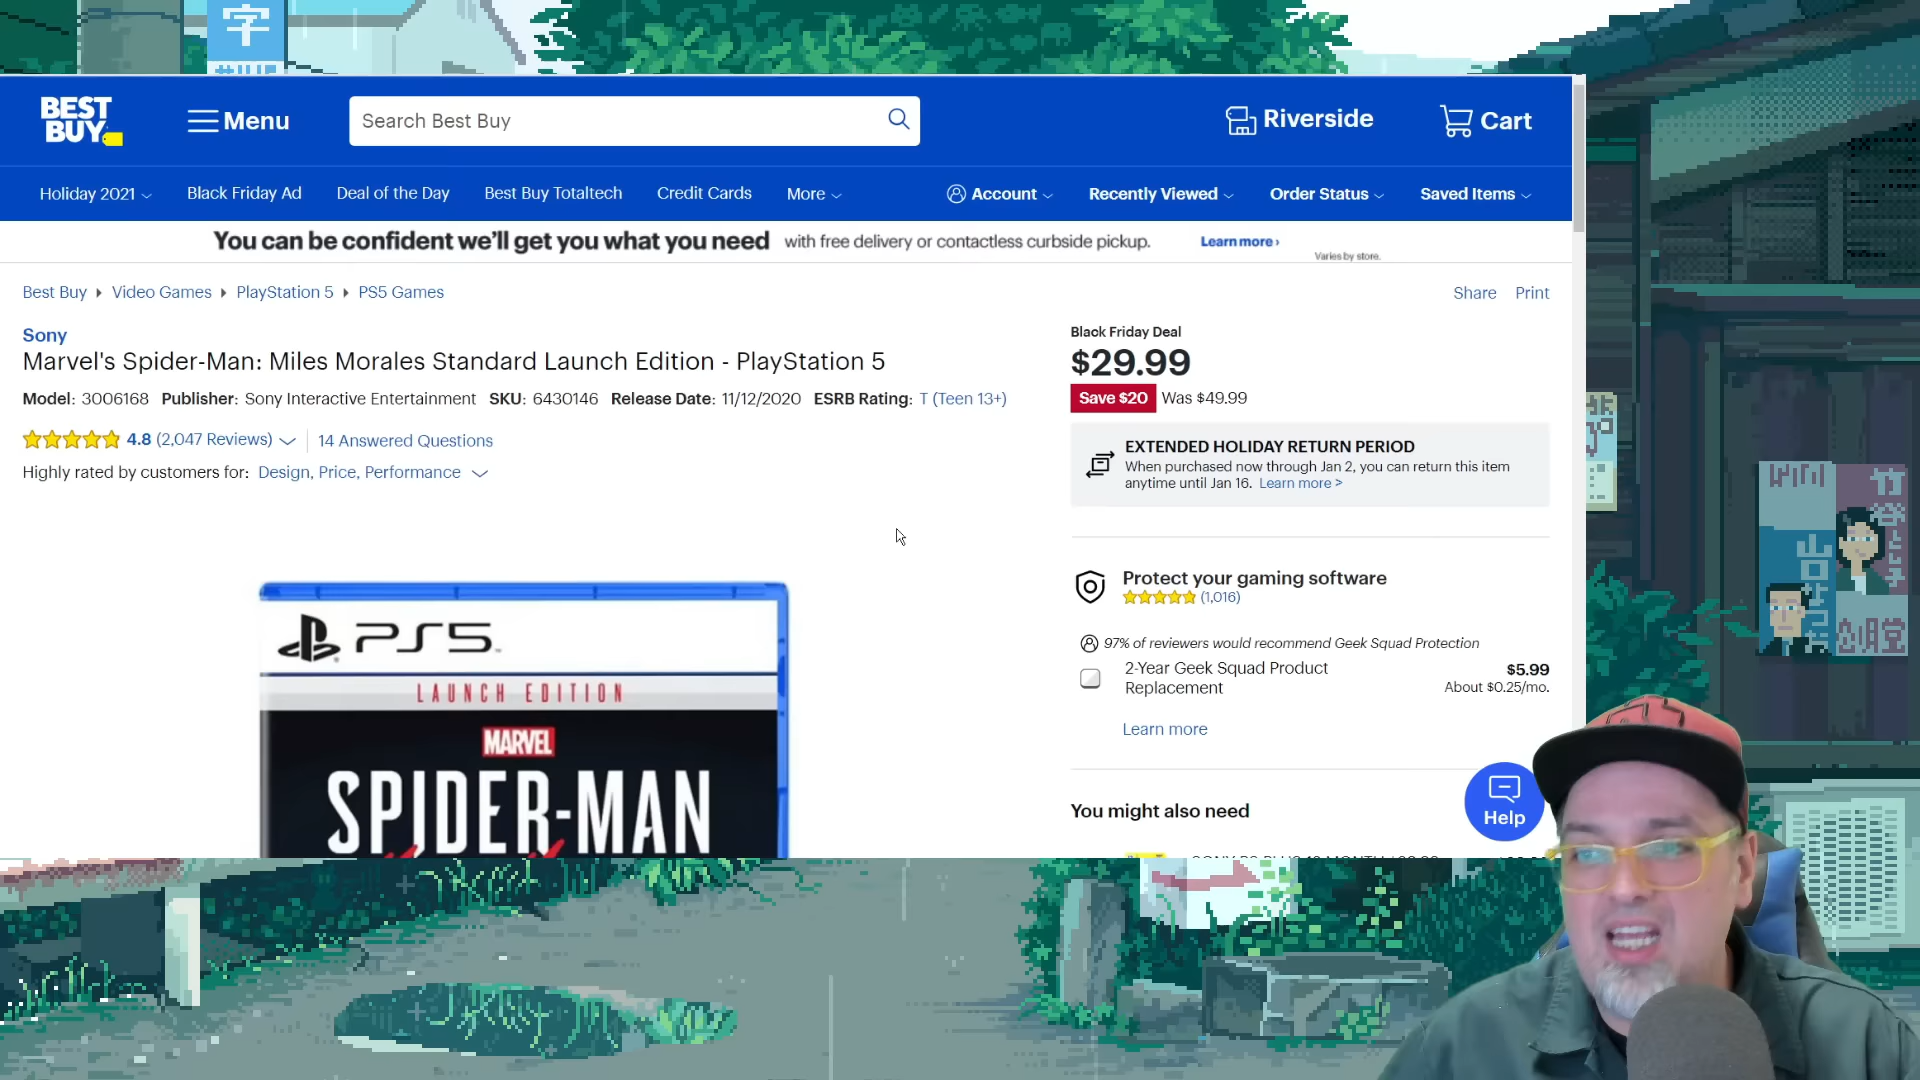 字
BEST
BUY
Menu
Search Best Buy
Riverside
Cart
Holiday 2021
Black Friday Ad
Deal of the Day
Best Buy Totaltech
Credit Cards
More
Account
Recently Viewed
Order Status
Saved Items
You can be confident we'll get you what you need with free delivery or contactless curbside pickup. Learn more ›
Varies by store.
Best Buy
Video Games
PlayStation 5
PS5 Games
Share
Print
Sony
Marvel's Spider-Man: Miles Morales Standard Launch Edition - PlayStation 5
Model: 3006168 Publisher: Sony Interactive Entertainment SKU: 6430146 Release Date: 11/12/2020 ESRB Rating: T (Teen 13+)
4.8 (2,047 Reviews)
14 Answered Questions
Highly rated by customers for: Design, Price, Performance
PS5
LAUNCH EDITION
MARVEL
SPIDER-MAN
Black Friday Deal
$29.99
Save $20 Was $49.99
EXTENDED HOLIDAY RETURN PERIOD
When purchased now through Jan 2, you can return this item
anytime until Jan 16. Learn more >
Protect your gaming software
(1,016)
97% of reviewers would recommend Geek Squad Protection
2-Year Geek Squad Product
Replacement
$5.99
About $0.25/mo.
Learn more
You might also need
Help